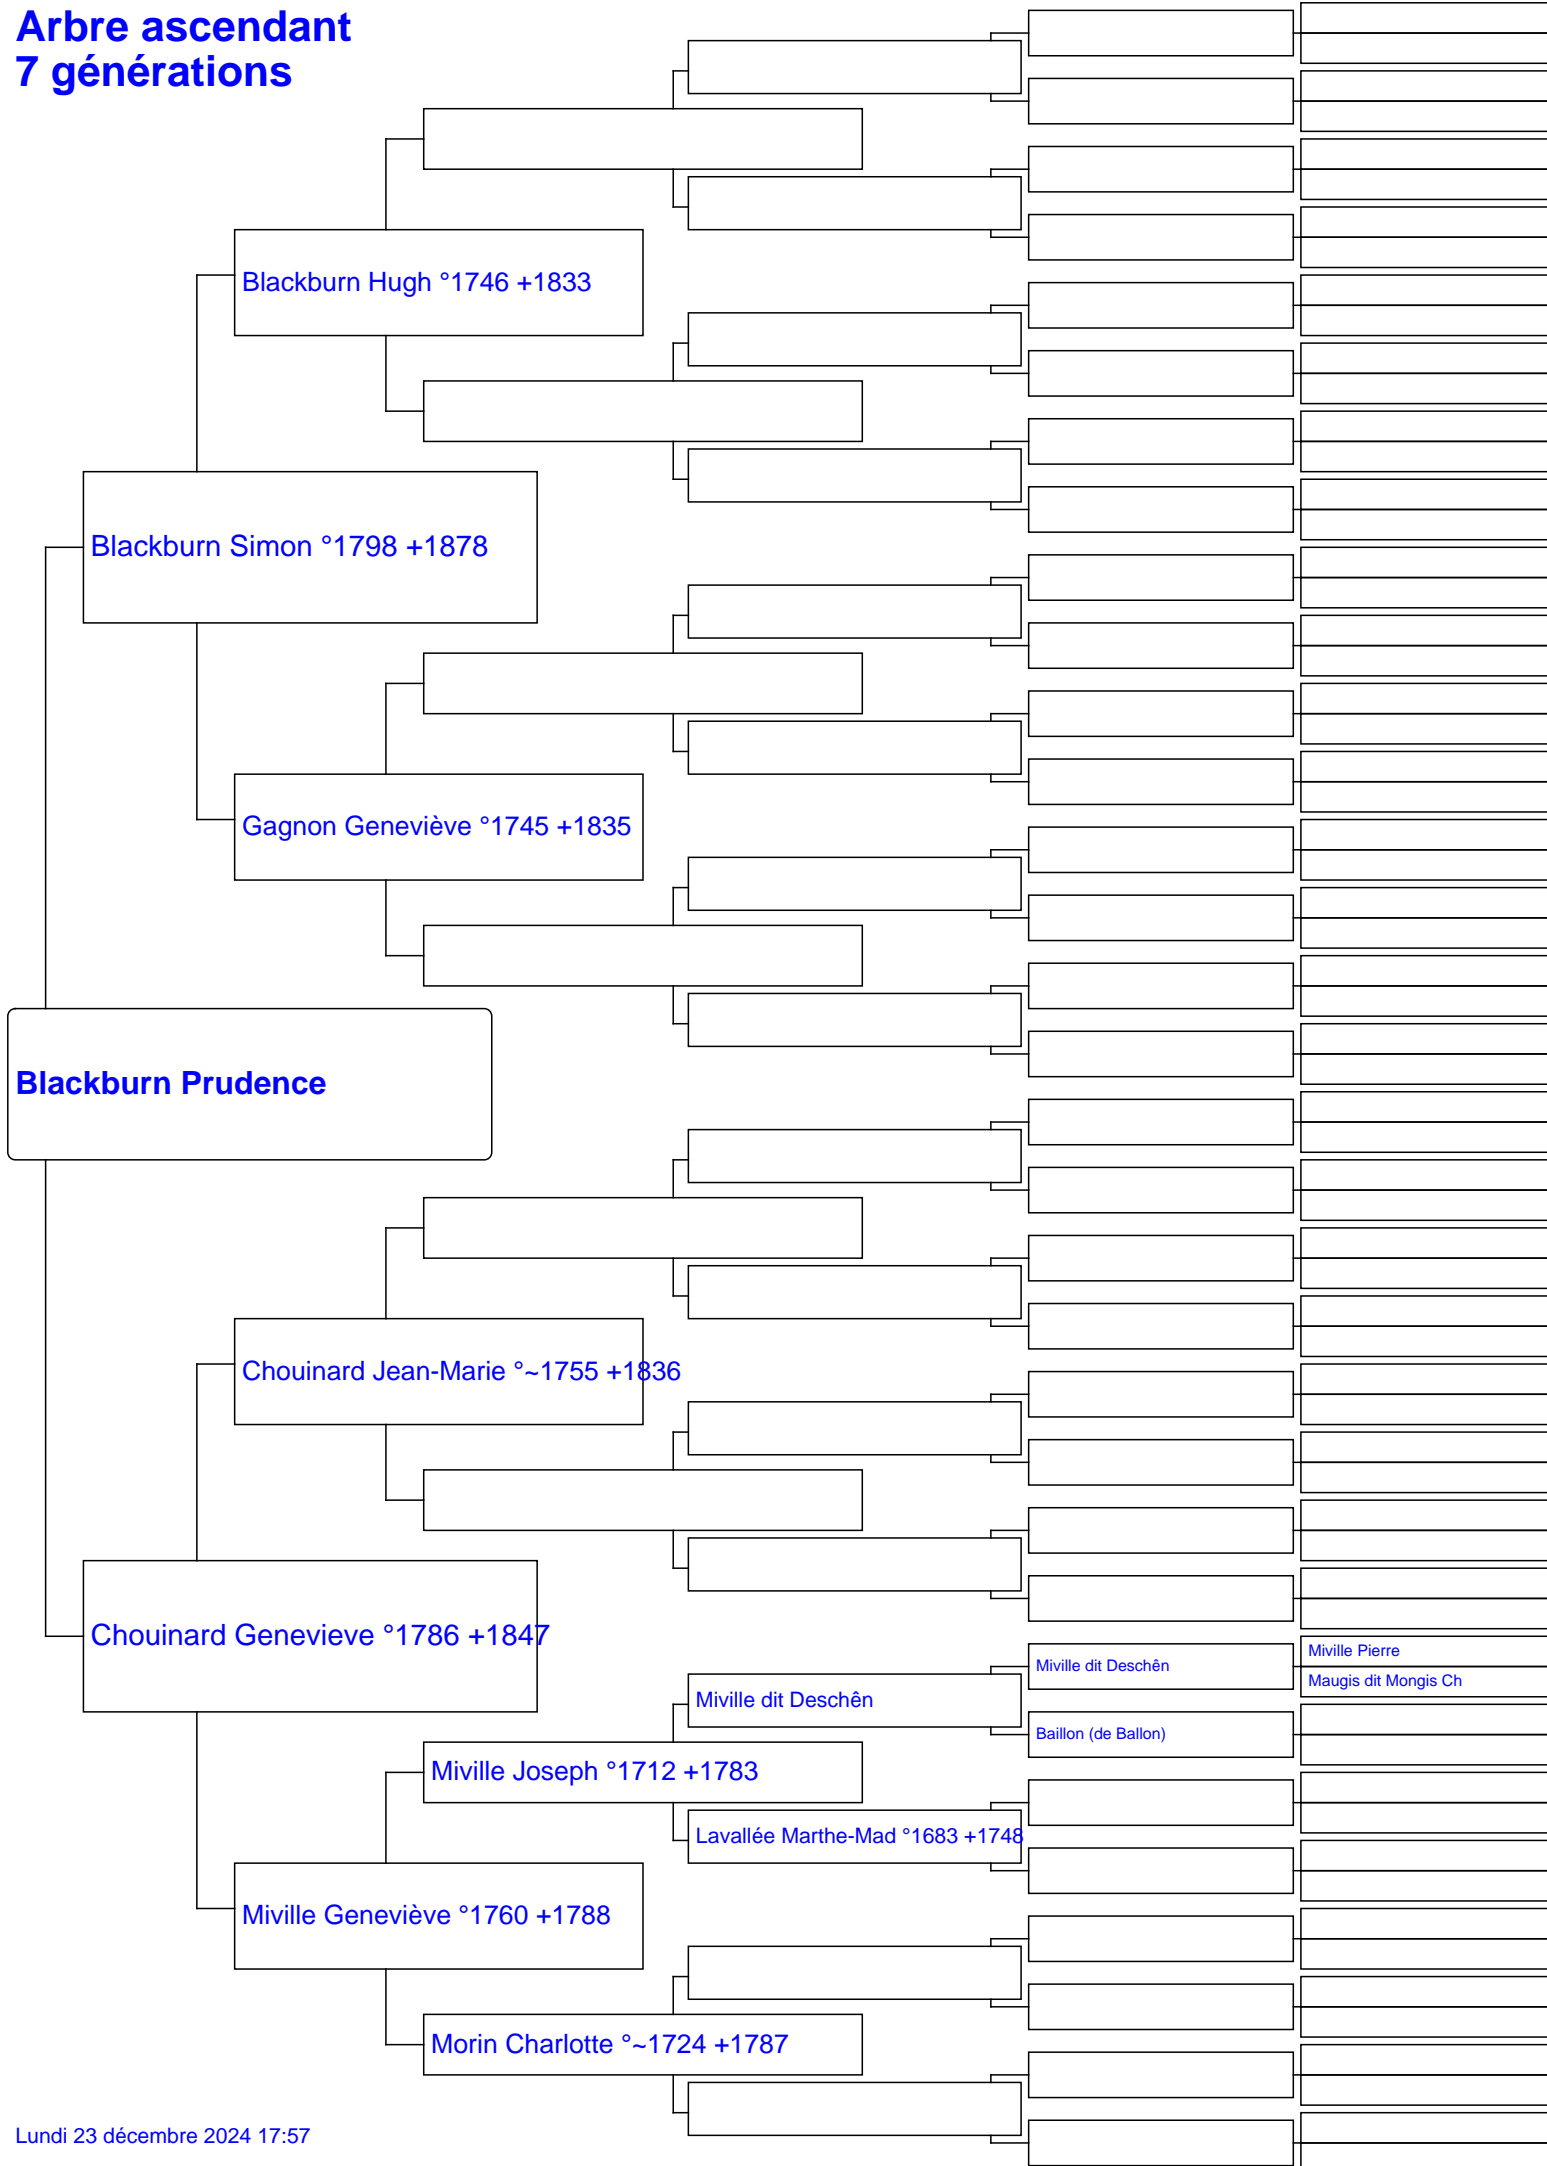 Arbre ascendant
7 générations
Blackburn Hugh °1746 +1833
Blackburn Simon °1798 +1878
Gagnon Geneviève °1745 +1835
Blackburn Prudence
Chouinard Jean-Marie °~1755 +1836
Chouinard Genevieve °1786 +1847
Miville Pierre
Miville dit Deschên
Maugis dit Mongis Ch
Miville dit Deschên
Baillon (de Ballon)
Miville Joseph °1712 +1783
Lavallée Marthe-Mad °1683 +1748
Miville Geneviève °1760 +1788
Morin Charlotte °~1724 +1787
Lundi 23 décembre 2024 17:57